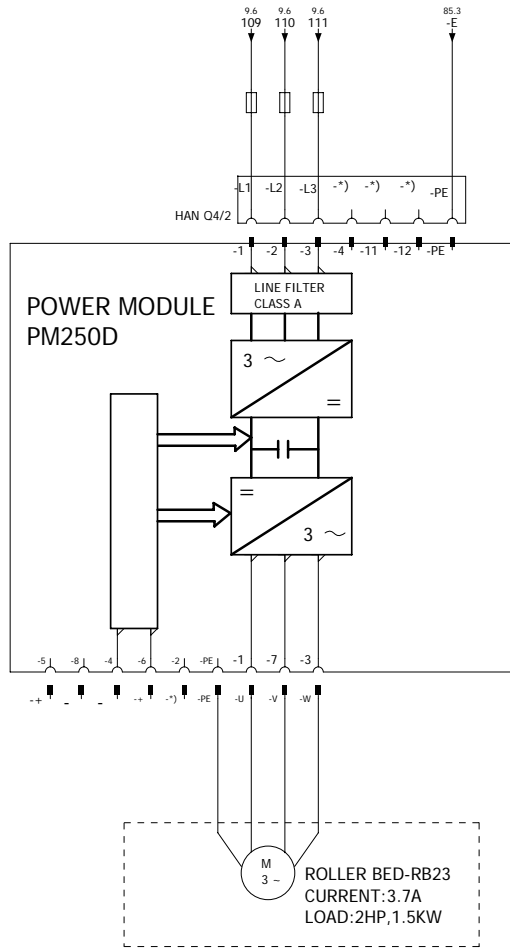 9.6 9.6 9.6 85.3
109 110 111 -E
-L1 -L2 -L3 -*) -*) -*) -PE
HAN Q4/2
-1 -2 -3 -4 -11 -12 -PE
LINE FILTER
CLASS A
POWER MODULE
PM250D
3 ~
=
=
3 ~
-5 -8 -4 -6 -2 -PE -1 -7 -3
-+ - - -+ -*) -PE -U -V -W
M
3 ~
ROLLER BED-RB23
CURRENT:3.7A
LOAD:2HP,1.5KW